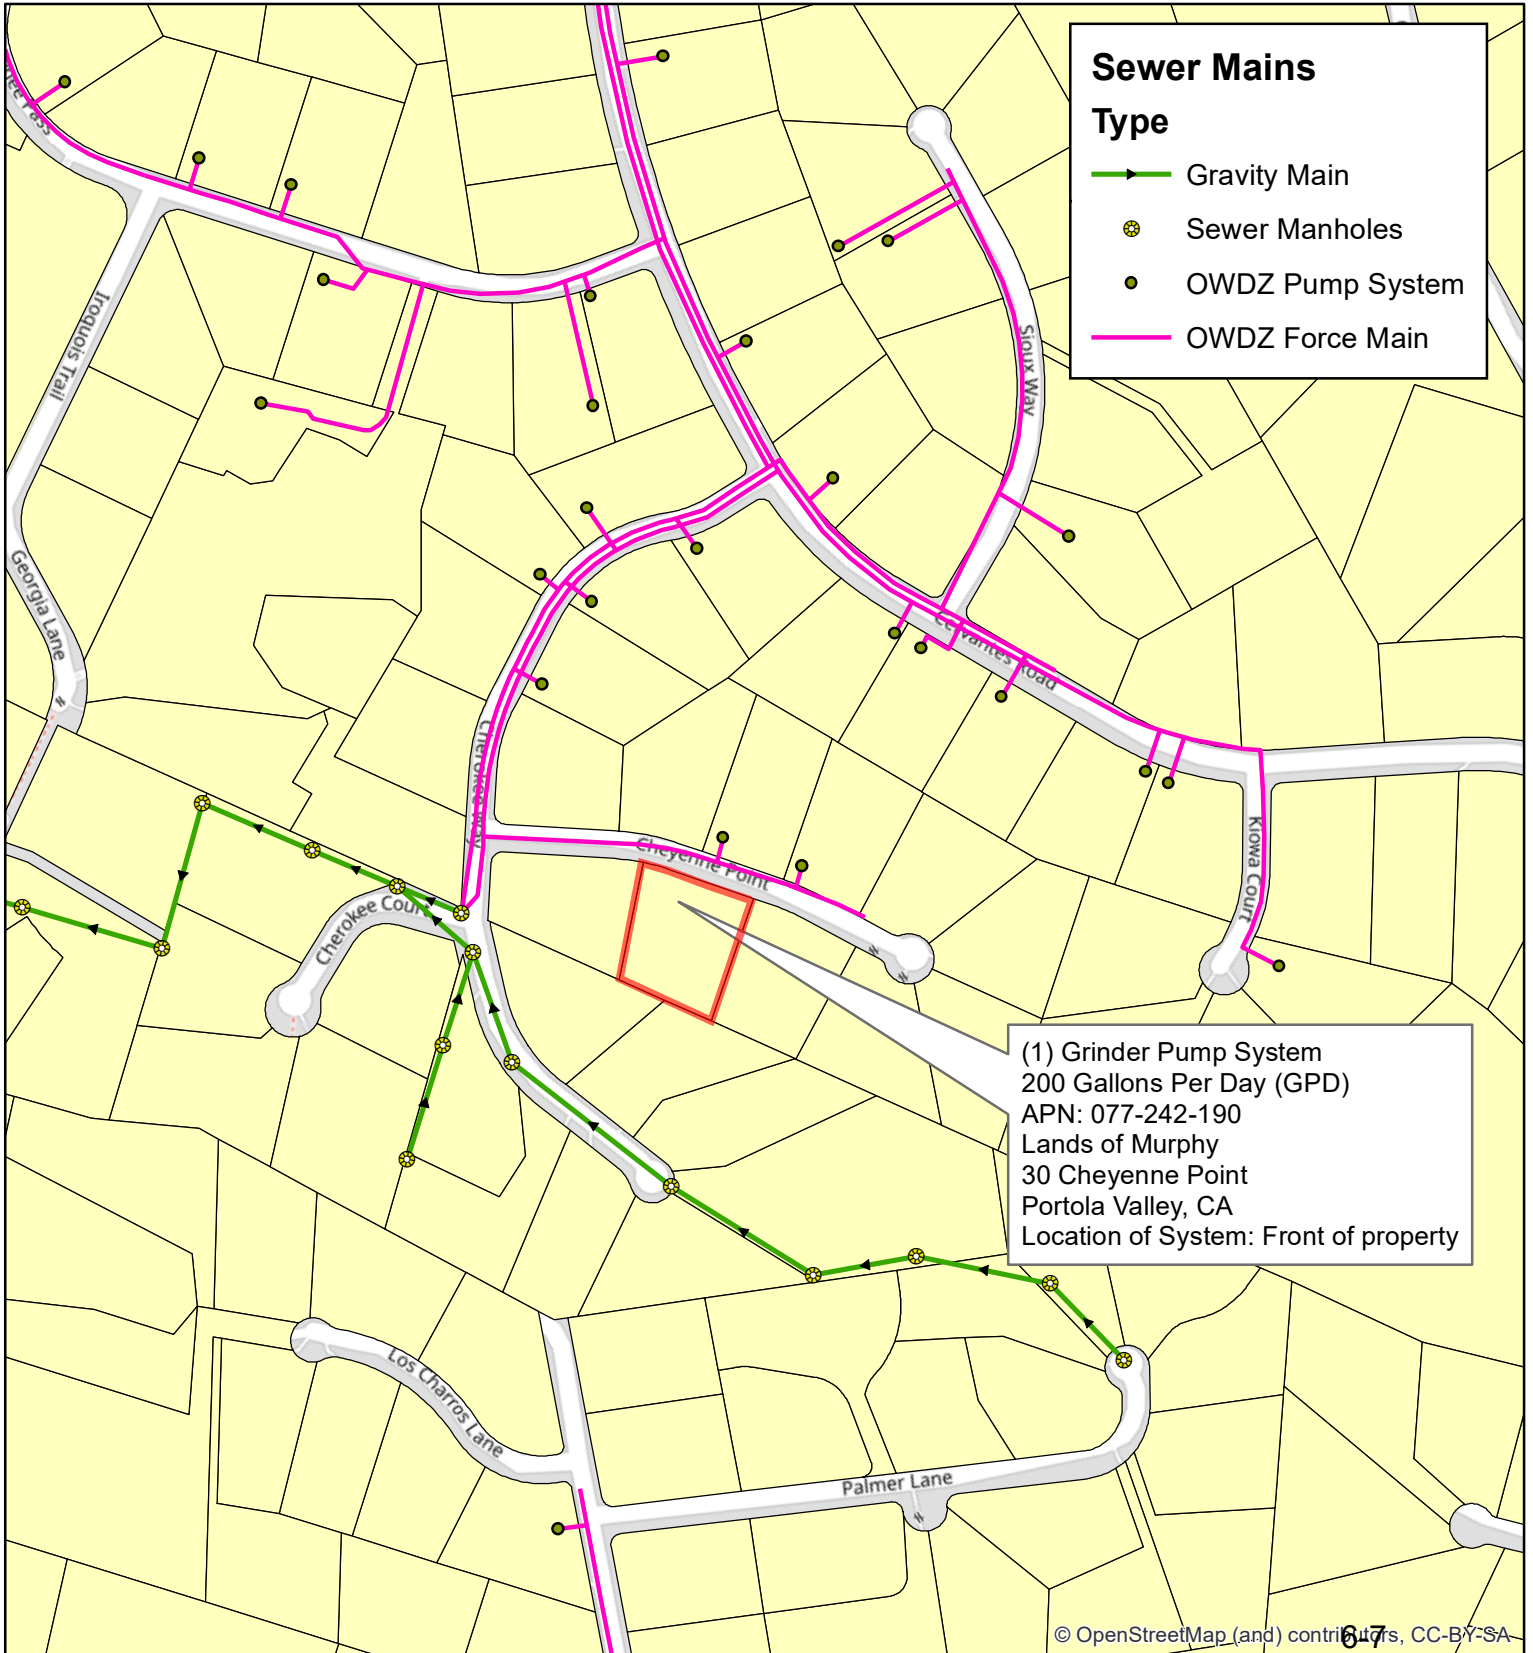 Sewer Mains
Type
Gravity Main
Sewer Manholes
OWDZ Pump System
OWDZ Force Main
Sioux Way
Iroquois Trail
Georgia Lane
Cervantes Road
Cherokee Way
Cheyenne Point
Kiowa Court
Cherokee Court
(1) Grinder Pump System
200 Gallons Per Day (GPD)
APN: 077-242-190
Lands of Murphy
30 Cheyenne Point
Portola Valley, CA
Location of System: Front of property
Los Charros Lane
Palmer Lane
© OpenStreetMap (and) contributors, CC-BY-SA
6-7